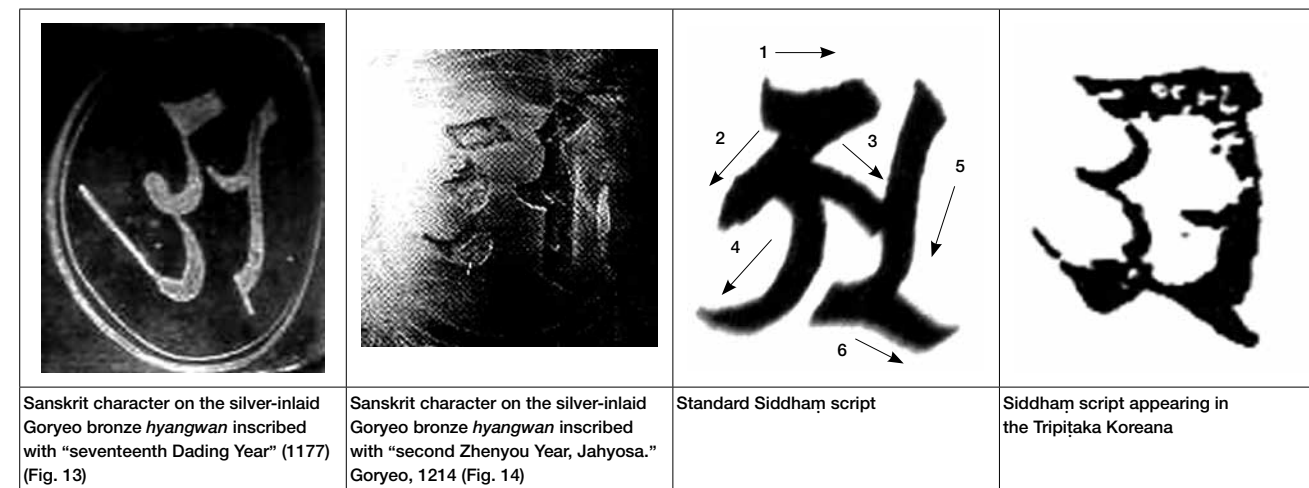 1
2
3
4
5
6
Sanskrit character on the silver-inlaid
Goryeo bronze hyangwan inscribed
with “seventeenth Dading Year” (1177)
(Fig. 13)
Sanskrit character on the silver-inlaid
Goryeo bronze hyangwan inscribed
with “second Zhenyou Year, Jahyosa.”
Goryeo, 1214 (Fig. 14)
Standard Siddhaṃ script
Siddhaṃ script appearing in
the Tripiṭaka Koreana